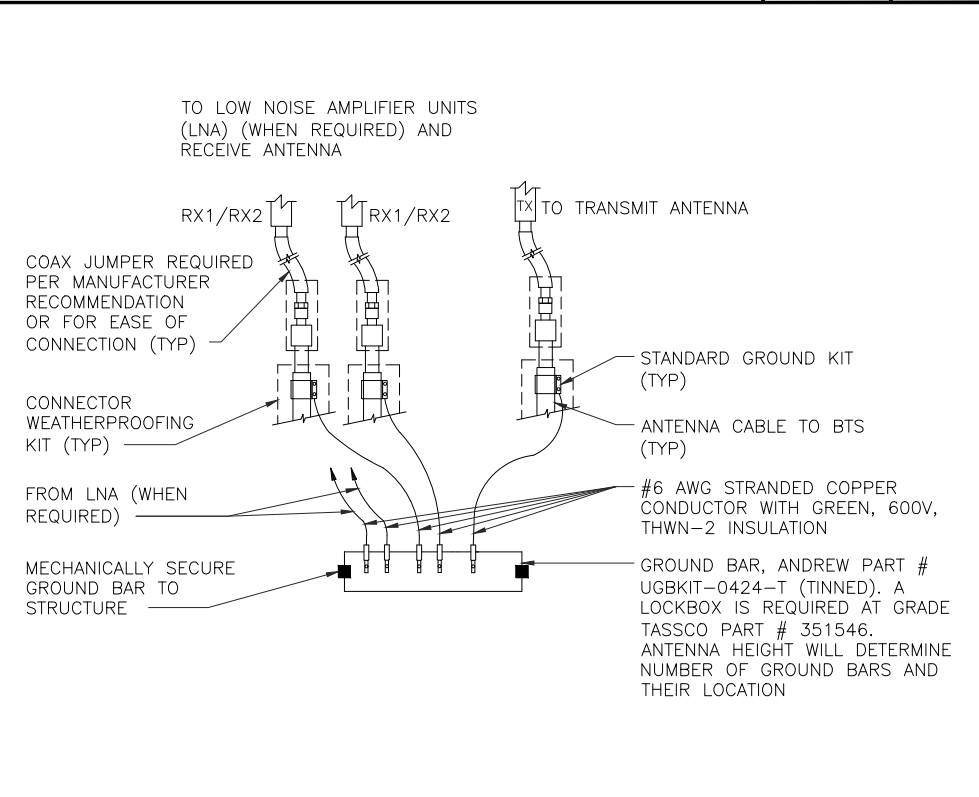 TO LOW NOISE AMPLIFIER UNITS
(LNA) (WHEN REQUIRED) AND
RECEIVE ANTENNA
RX1/RX2
RX1/RX2
TX
TO TRANSMIT ANTENNA
COAX JUMPER REQUIRED
PER MANUFACTURER
RECOMMENDATION
OR FOR EASE OF
CONNECTION (TYP)
STANDARD GROUND KIT
(TYP)
CONNECTOR
WEATHERPROOFING
KIT (TYP)
ANTENNA CABLE TO BTS
(TYP)
FROM LNA (WHEN
REQUIRED)
#6 AWG STRANDED COPPER
CONDUCTOR WITH GREEN, 600V,
THWN-2 INSULATION
MECHANICALLY SECURE
GROUND BAR TO
STRUCTURE
GROUND BAR, ANDREW PART #
UGBKIT-0424-T (TINNED). A
LOCKBOX IS REQUIRED AT GRADE
TASSCO PART # 351546.
ANTENNA HEIGHT WILL DETERMINE
NUMBER OF GROUND BARS AND
THEIR LOCATION